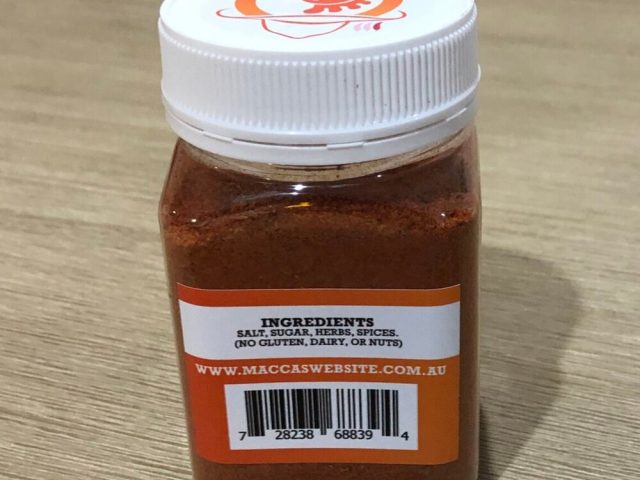 INGREDIENTS
SALT, SUGAR, HERBS, SPICES.
(NO GLUTEN, DAIRY, OR NUTS)
WWW.MACCASWEBSITE.COM.AU
7 28238 68839 4